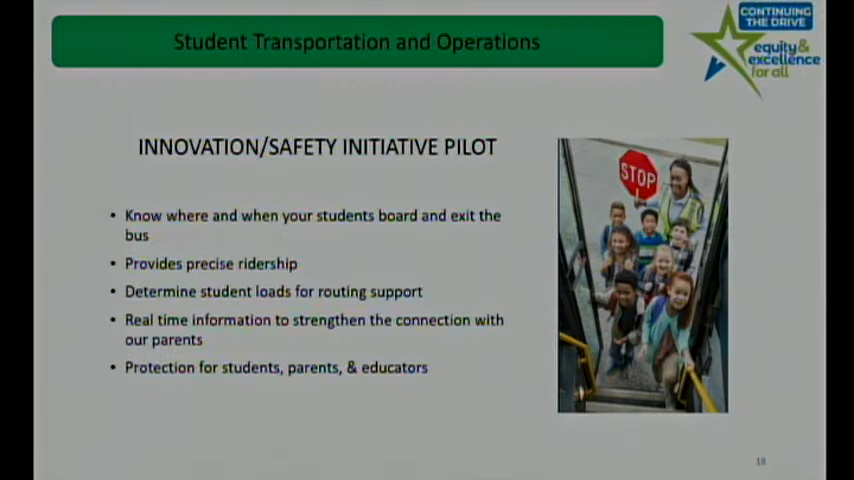 Student Transportation and Operations
CONTINUING
THE DRIVE
equity&
excellence
for all
INNOVATION/SAFETY INITIATIVE PILOT
STOP
• Know where and when your students board and exit the
bus
• Provides precise ridership
• Determine student loads for routing support
• Real time information to strengthen the connection with
our parents
• Protection for students, parents, & educators
18